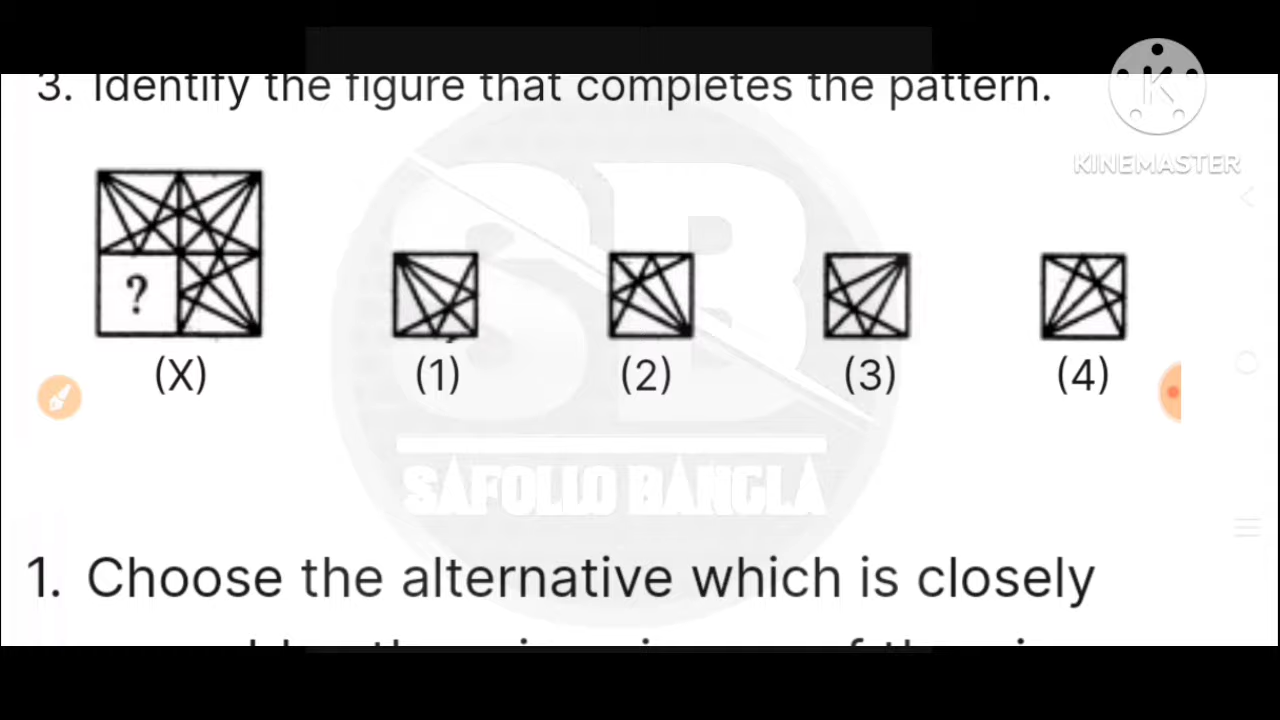 3. Identify the figure that completes the pattern.
K
KINEMASTER
?
(X) (1) (2) (3) (4)
SB
SAFOLLO BANGLA
1. Choose the alternative which is closely